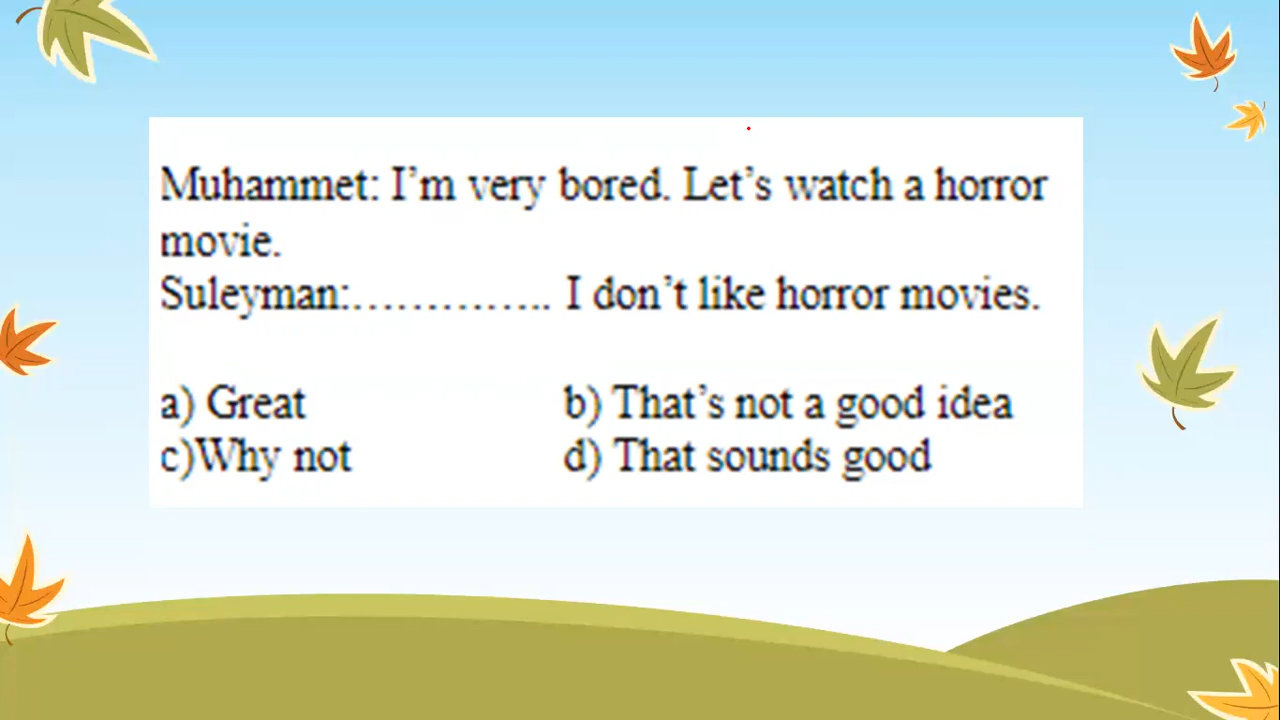 Muhammet: I’m very bored. Let’s watch a horror
movie.
Suleyman:………….. I don’t like horror movies.
a) Great b) That’s not a good idea
c)Why not d) That sounds good